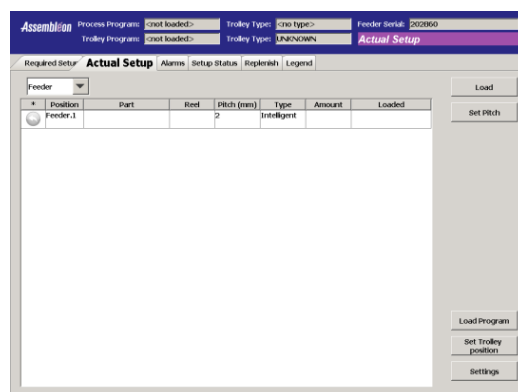 Assembléon Process Program: <not loaded> Trolley Type: <no type> Feeder Serial: 202860
Trolley Program: <not loaded> Trolley Type: UNKNOWN Actual Setup
Required Setup Actual Setup Alarms Setup Status Replenish Legend
Feeder Load
* Position Part Reel Pitch (mm) Type Amount Loaded
Feeder.1 2 Intelligent
Set Pitch
Load Program
Set Trolley
position
Settings